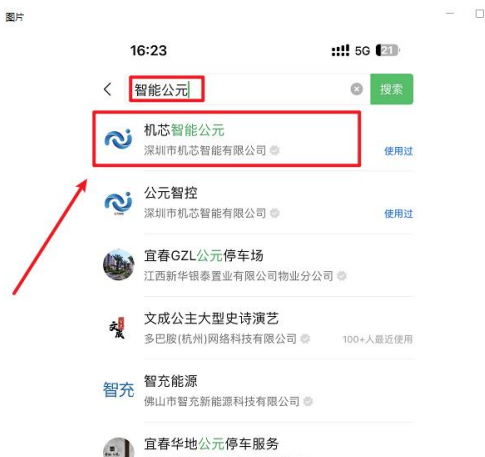 图片
16:23
5G 21
智能公元
搜索
机芯智能公元
深圳市机芯智能有限公司
使用过
公元智控
深圳市机芯智能有限公司
使用过
宜春GZL公元停车场
江西新华银泰置业有限公司物业分公司
文成
文成公主大型史诗演艺
多巴胺(杭州)网络科技有限公司
100+人最近使用
智充
智充能源
佛山市智充新能源科技有限公司
宜春华地公元停车服务